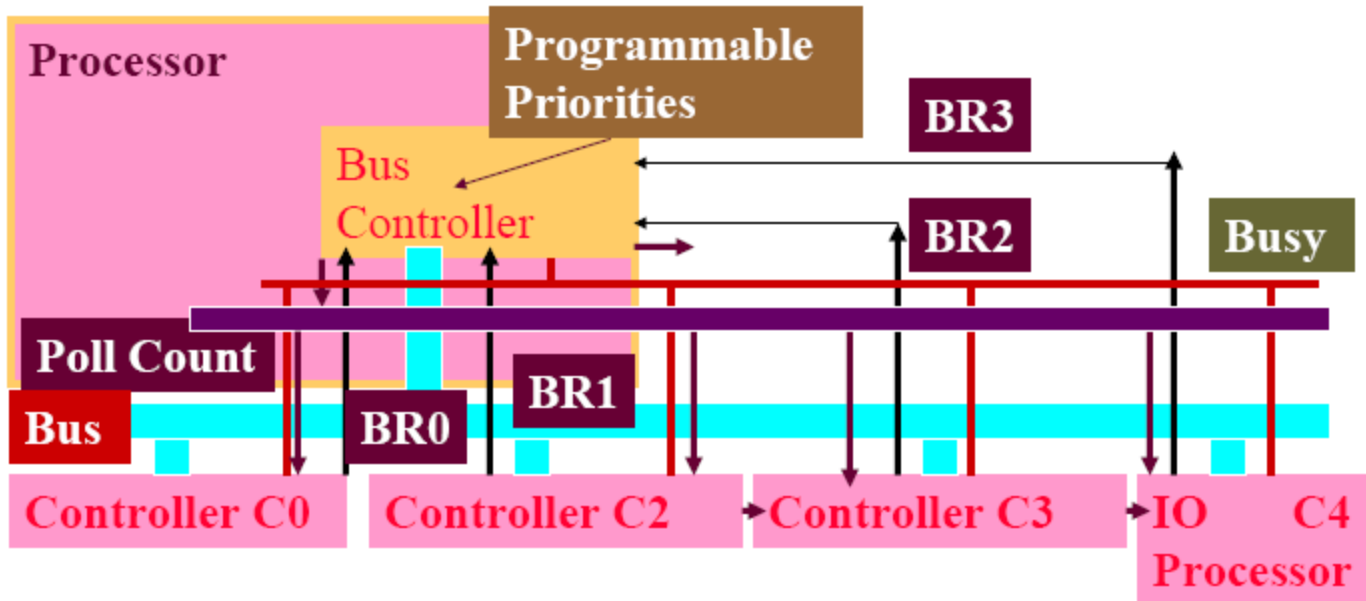 Processor
Programmable
Priorities
BR3
Bus
Controller
BR2
Busy
Poll Count
BR1
Bus
BR0
Controller C0
Controller C2
Controller C3
IO C4
Processor